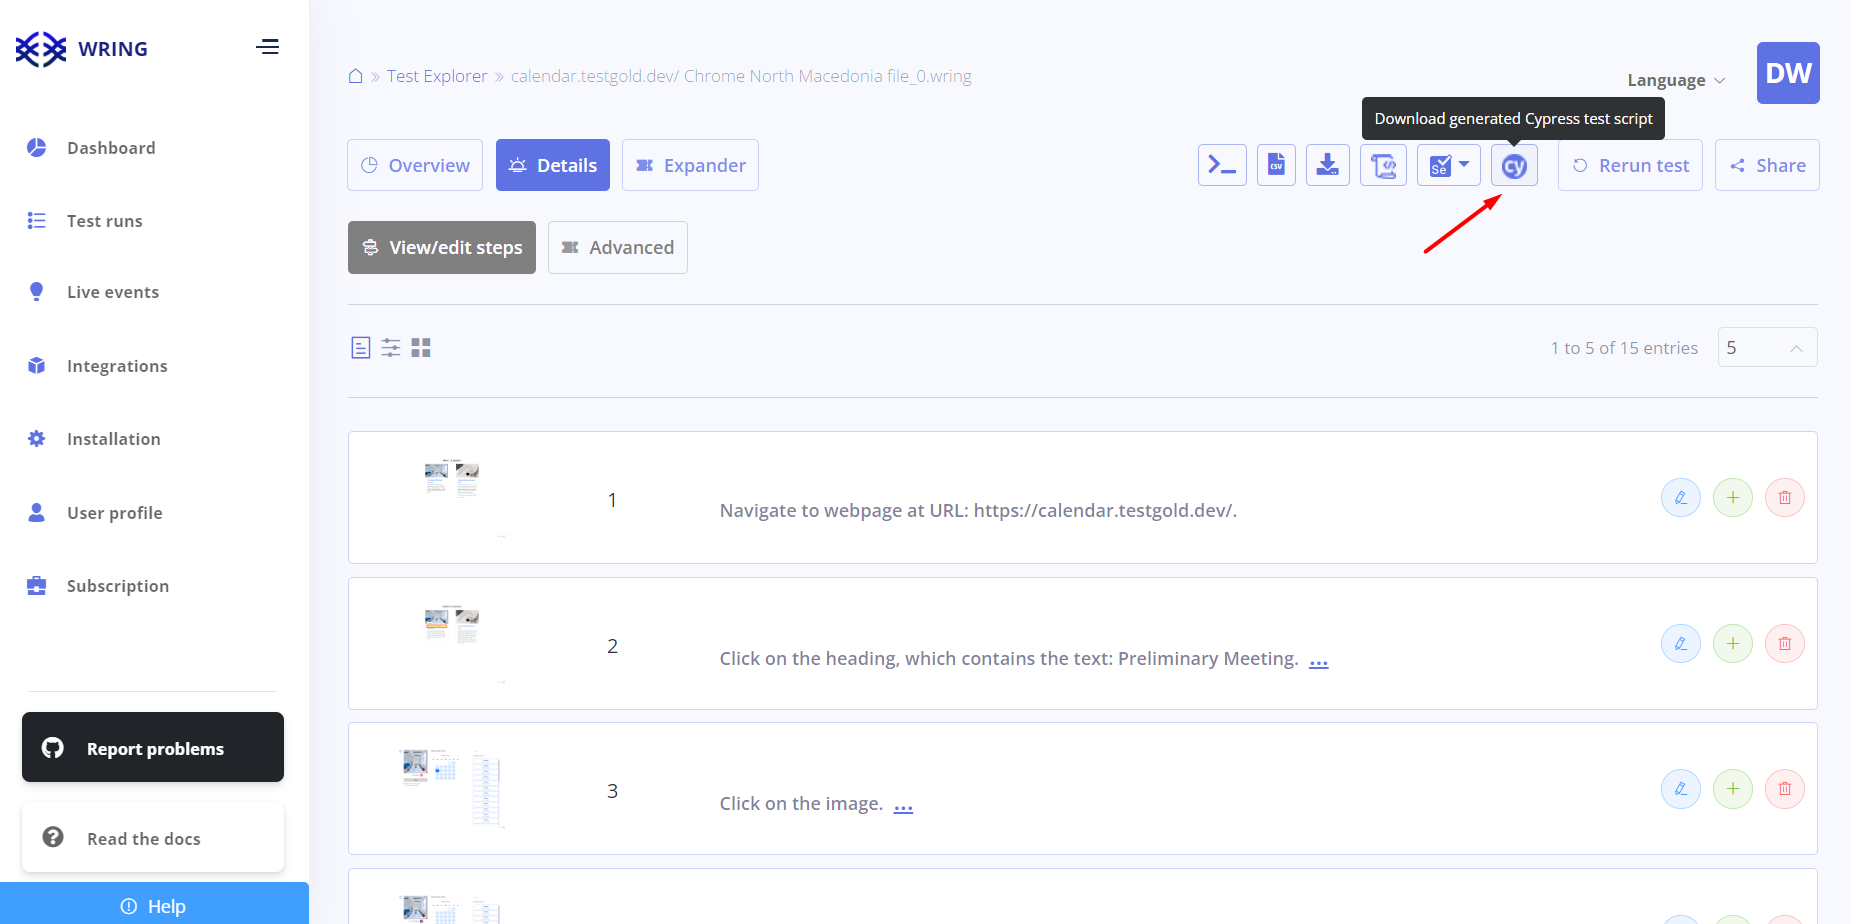 WRING
Dashboard
Test runs
Live events
Integrations
Installation
User profile
Subscription
Report problems
Read the docs
Help
» Test Explorer » calendar.testgold.dev/ Chrome North Macedonia file_0.wring
Language
DW
Download generated Cypress test script
Overview
Details
Expander
CSV
Se
cy
Rerun test
Share
View/edit steps
Advanced
1 to 5 of 15 entries
5
1
Navigate to webpage at URL: https://calendar.testgold.dev/.
2
Click on the heading, which contains the text: Preliminary Meeting. ...
3
Click on the image. ...